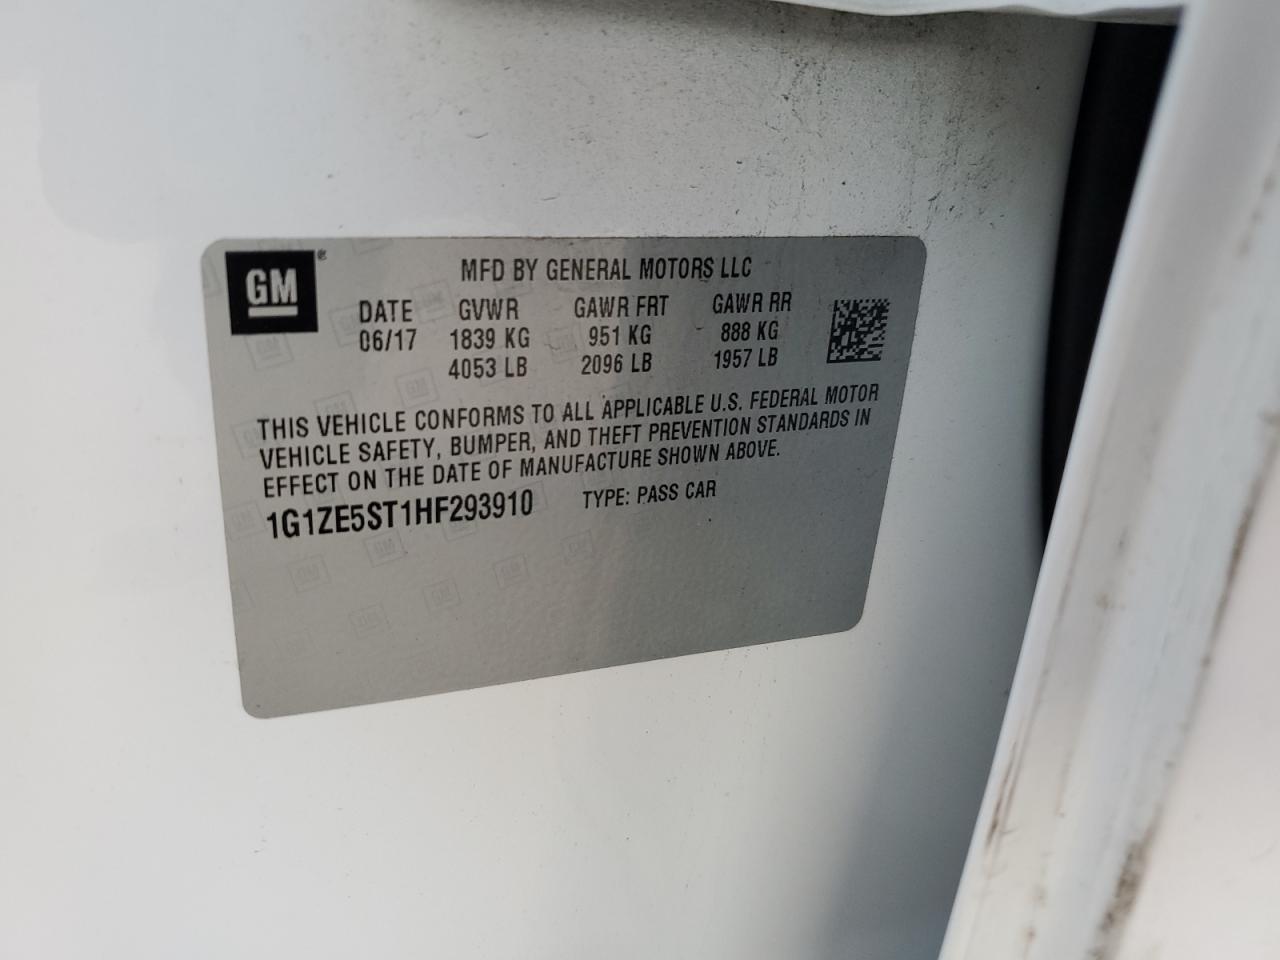 GM®
MFD BY GENERAL MOTORS LLC
DATE GVWR GAWR FRT GAWR RR
06/17 1839 KG 951 KG 888 KG
4053 LB 2096 LB 1957 LB
THIS VEHICLE CONFORMS TO ALL APPLICABLE U.S. FEDERAL MOTOR
VEHICLE SAFETY, BUMPER, AND THEFT PREVENTION STANDARDS IN
EFFECT ON THE DATE OF MANUFACTURE SHOWN ABOVE.
1G1ZE5ST1HF293910 TYPE: PASS CAR